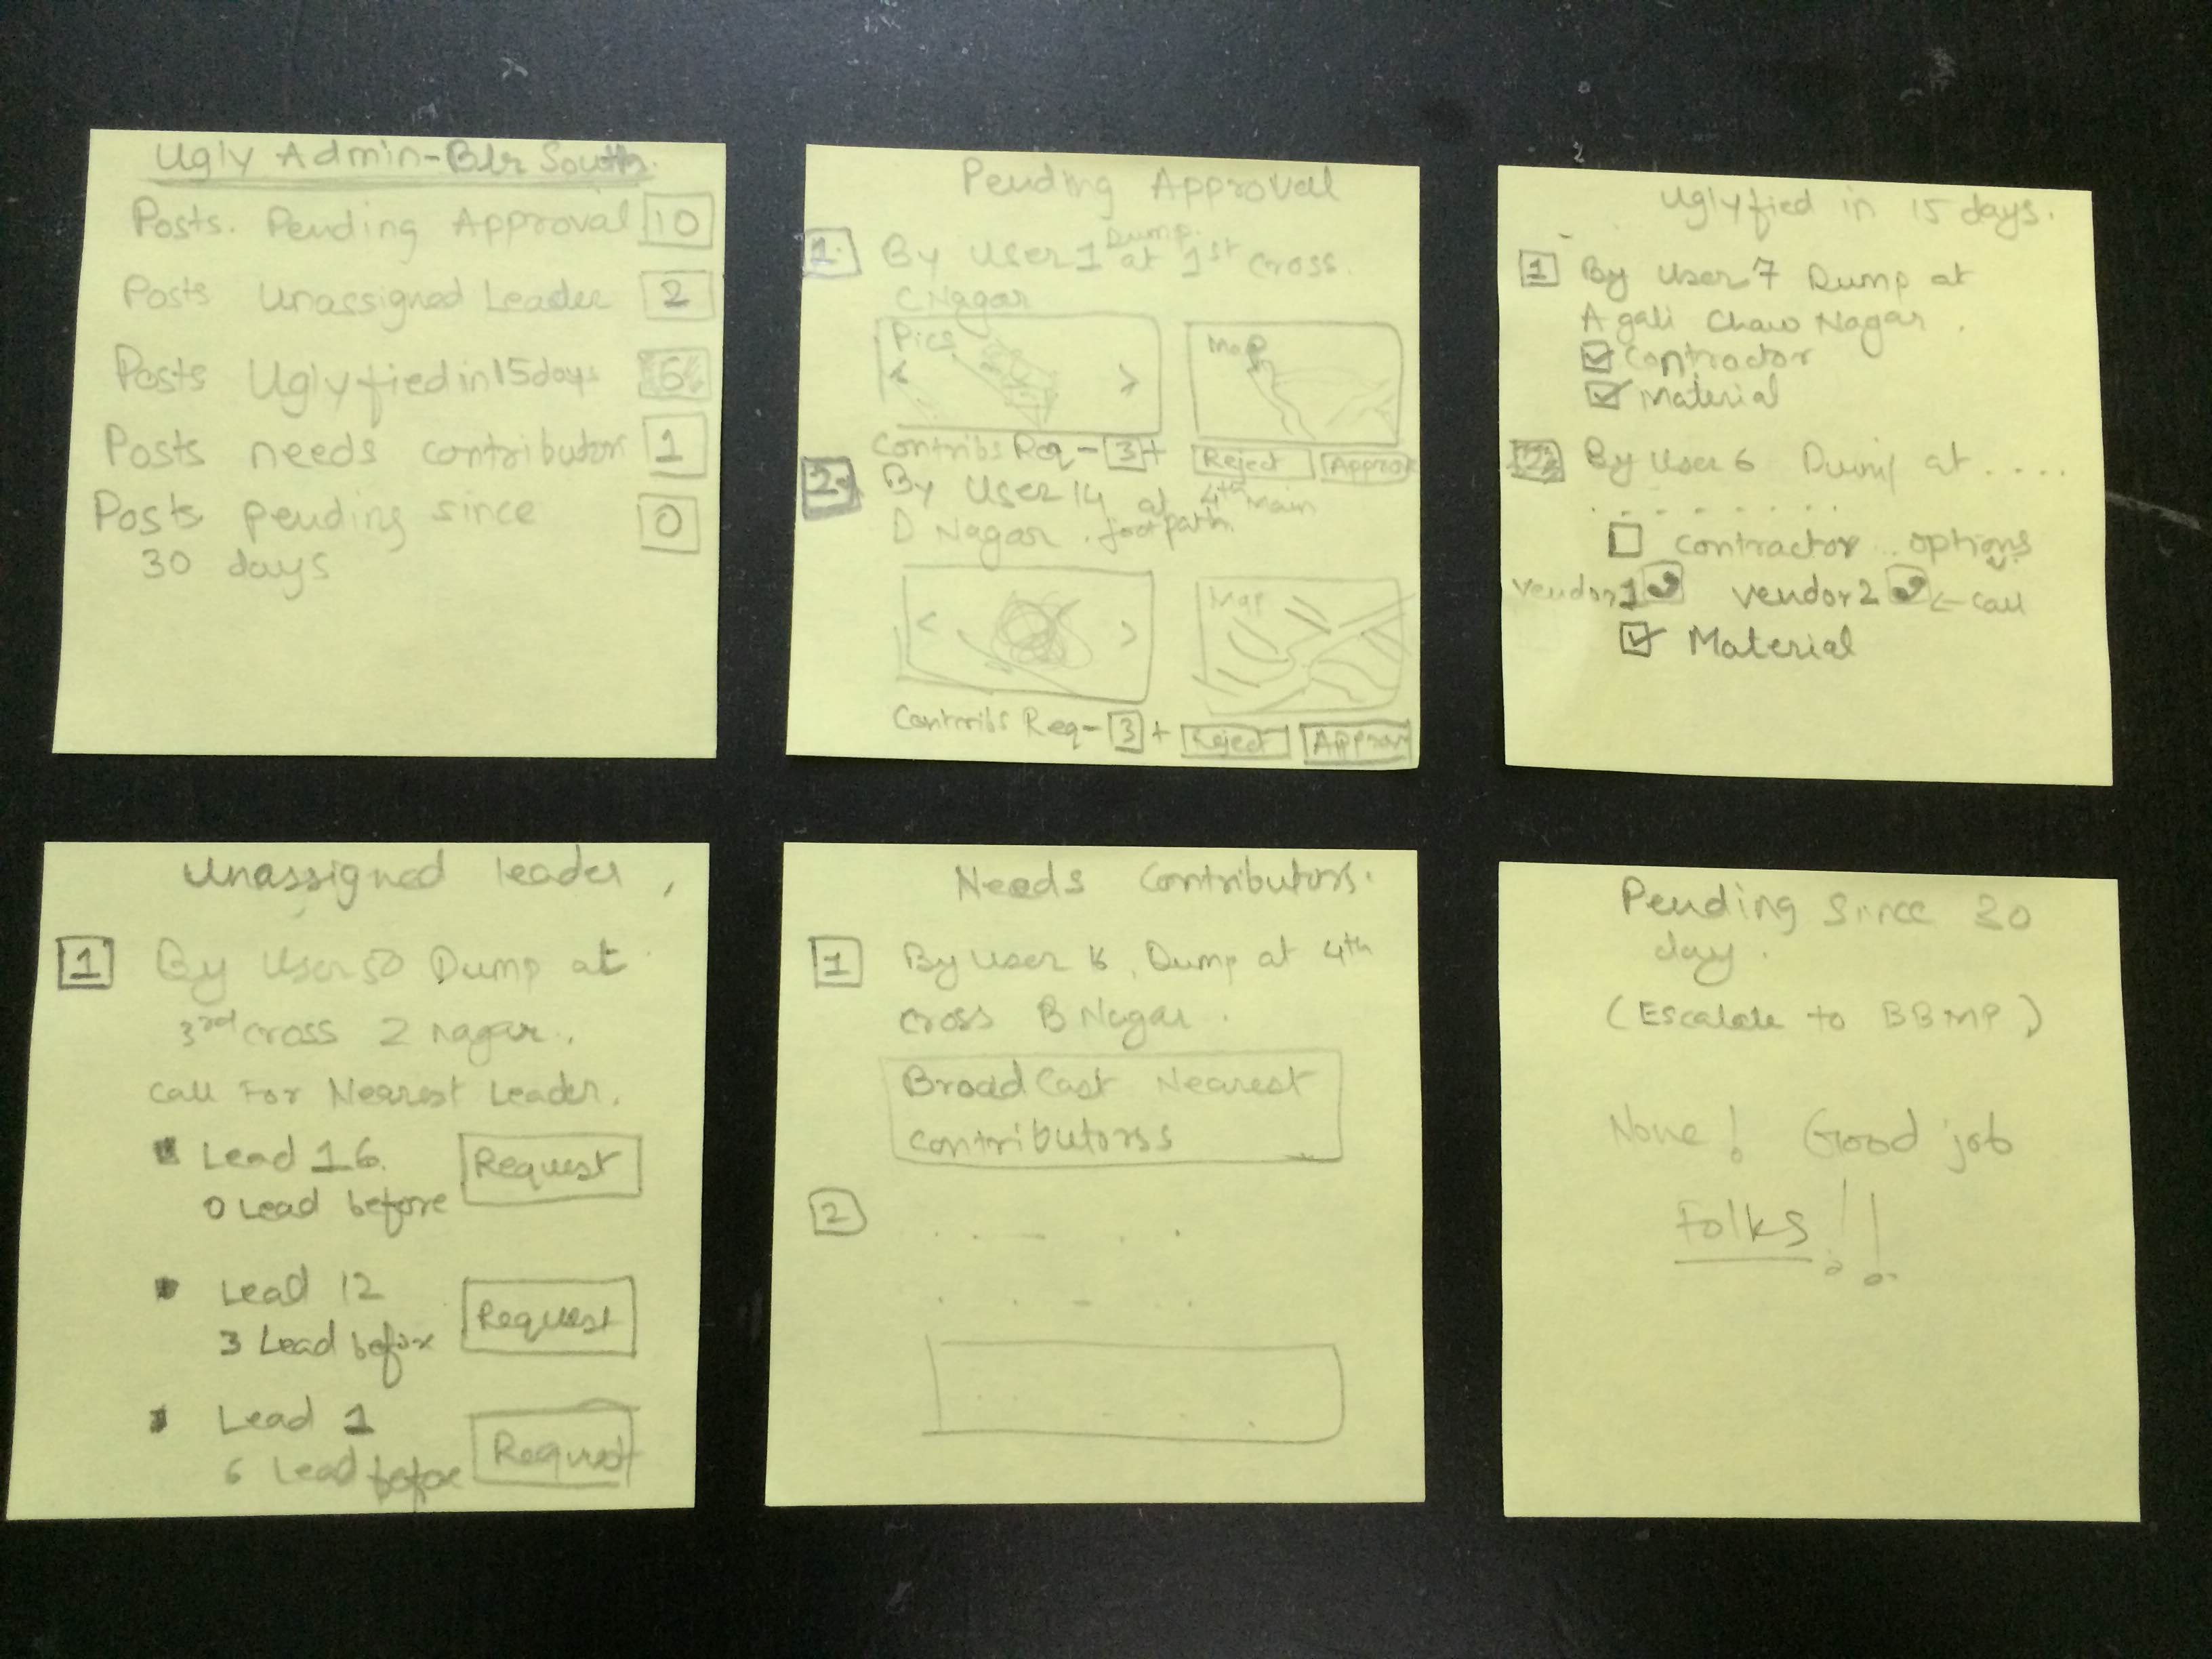 Ugly Admin-Blr South.
Posts. Pending Approval 10
Posts Unassigned Leader 2
Posts Uglyfied in 15 days 6
Posts needs contributors 1
Posts pending since 0
30 days
Pending Approval
1. By User 1 Dump at 1st Cross.
C Nagar
Pics < >
Map
Contribs Req - 3 + Reject Approve
2. By User 14 at 4th Main
D Nagar. footpath
< >
Map
Contribs Req - 3 + Reject Approv
Uglyfied in 15 days.
1 By User 7 Dump at
A gali Chaw Nagar.
Contractor
Material
2 By User 6 Dump at ....
Contractor .. options
vendor 1 vendor 2 ← call
Material
Unassigned leader,
1 By User 50 Dump at
3rd cross Z nagar.
Call For Nearest Leader.
Lead 16. Request
0 Lead before
Lead 12 Request
3 Lead before
Lead 1 Request
6 Lead before
Needs Contributors.
1 By User Dump at 4th
cross B Nagar.
BroadCast Nearest
contributorss
2
Pending Since 30
day.
(Escalate to BBMP)
None! Good job
Folks!!